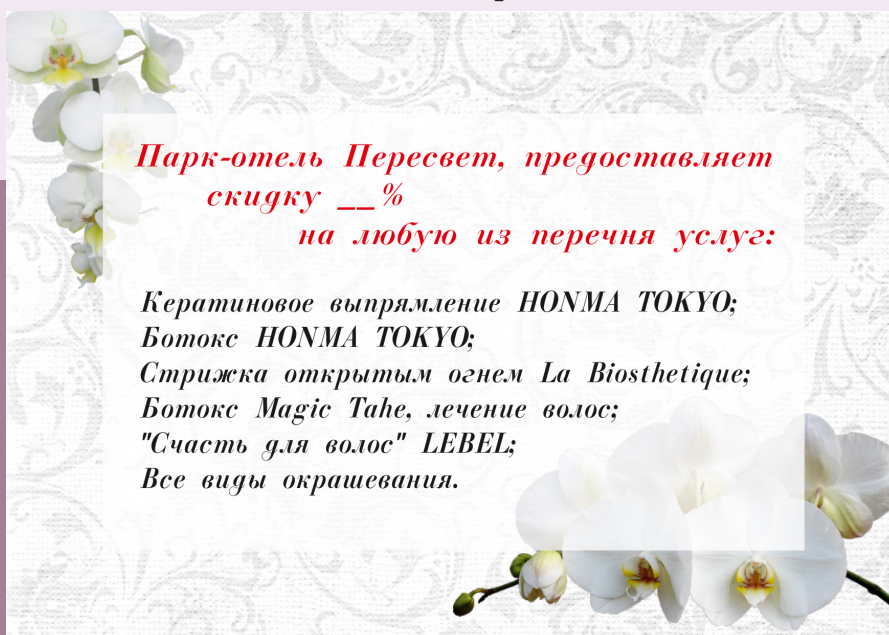 Парк-отель Пересвет, предоставляет
скидку __%
на любую из перечня услуг:
Кератиновое выпрямление HONMA TOKYO;
Ботокс HONMA TOKYO;
Стрижка открытым огнем La Biosthetique;
Ботокс Magic Tahe, лечение волос;
"Счасть для волос" LEBEL;
Все виды окрашевания.